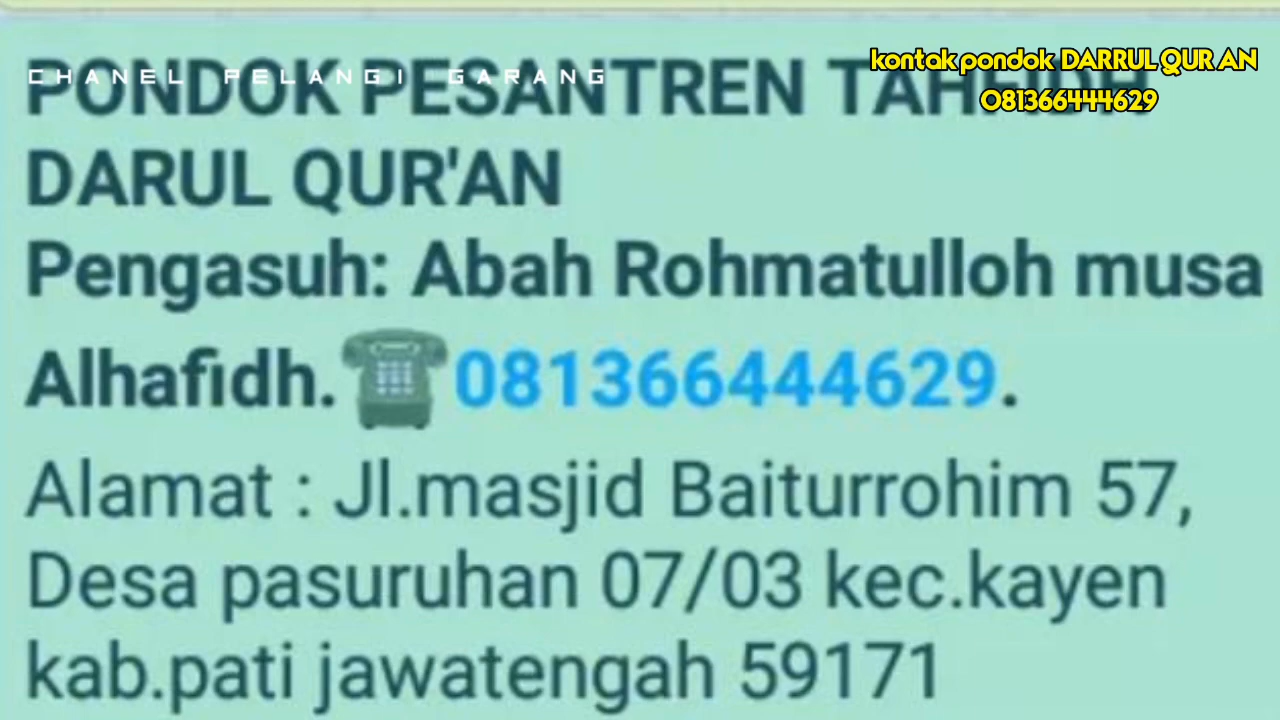 CHANEL PELANGI GARANG
kontak pondok DARRUL QUR AN
081366444629
PONDOK PESANTREN
DARUL QUR'AN
Pengasuh: Abah Rohmatulloh musa
Alhafidh.☎081366444629.
Alamat : Jl.masjid Baiturrohim 57,
Desa pasuruhan 07/03 kec.kayen
kab.pati jawatengah 59171